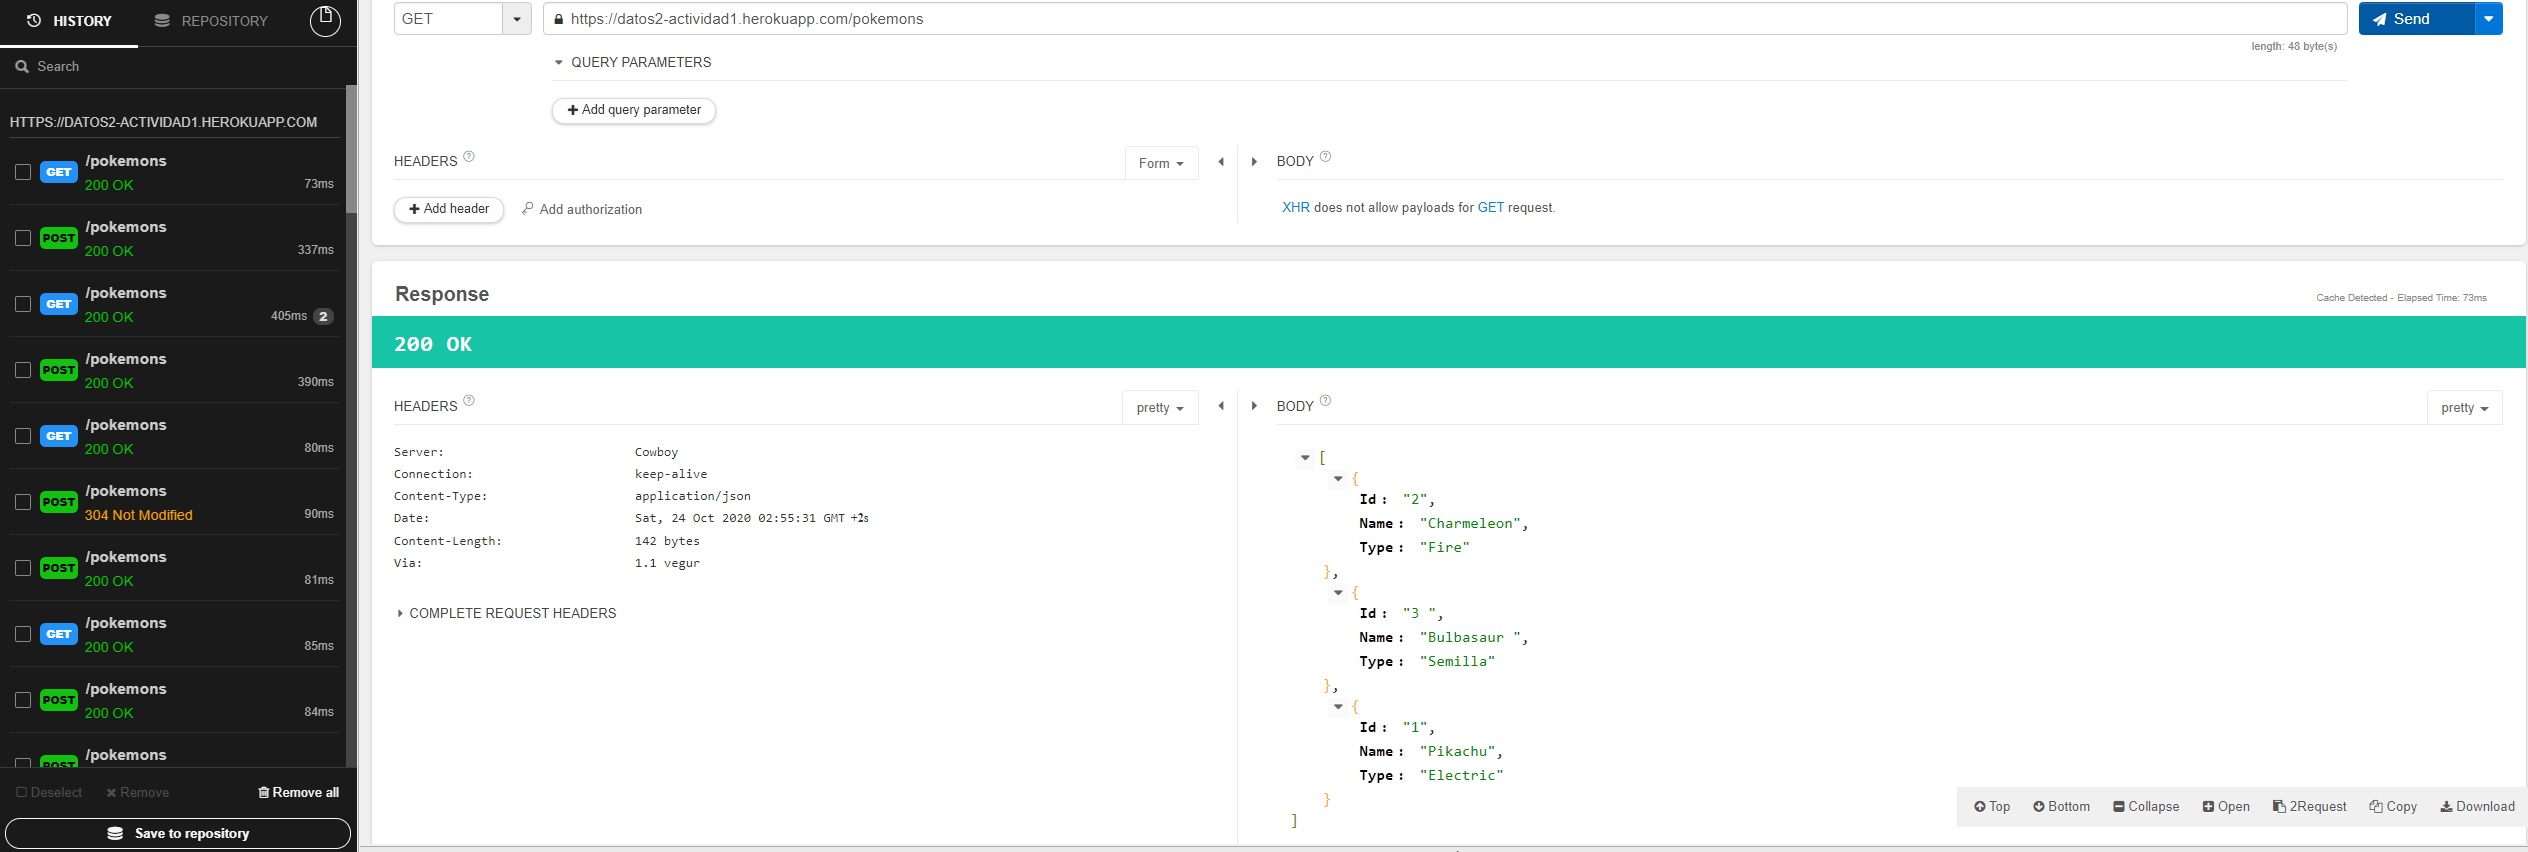 HISTORY
REPOSITORY
Search
HTTPS://DATOS2-ACTIVIDAD1.HEROKUAPP.COM
GET /pokemons
200 OK 73ms
POST /pokemons
200 OK 337ms
GET /pokemons
200 OK 405ms 2
POST /pokemons
200 OK 390ms
GET /pokemons
200 OK 80ms
POST /pokemons
304 Not Modified 90ms
POST /pokemons
200 OK 81ms
GET /pokemons
200 OK 85ms
POST /pokemons
200 OK 84ms
POST /pokemons
Deselect Remove Remove all
Save to repository
GET https://datos2-actividad1.herokuapp.com/pokemons Send
length: 48 byte(s)
QUERY PARAMETERS
Add query parameter
HEADERS ? Form
Add header Add authorization
BODY ?
XHR does not allow payloads for GET request.
Response
Cache Detected - Elapsed Time: 73ms
200 OK
HEADERS ? pretty
Server: Cowboy
Connection: keep-alive
Content-Type: application/json
Date: Sat, 24 Oct 2020 02:55:31 GMT +2s
Content-Length: 142 bytes
Via: 1.1 vegur
COMPLETE REQUEST HEADERS
BODY ? pretty
[
{
Id : "2",
Name : "Charmeleon",
Type : "Fire"
},
{
Id : "3 ",
Name : "Bulbasaur ",
Type : "Semilla"
},
{
Id : "1",
Name : "Pikachu",
Type : "Electric"
}
]
Top Bottom Collapse Open 2Request Copy Download